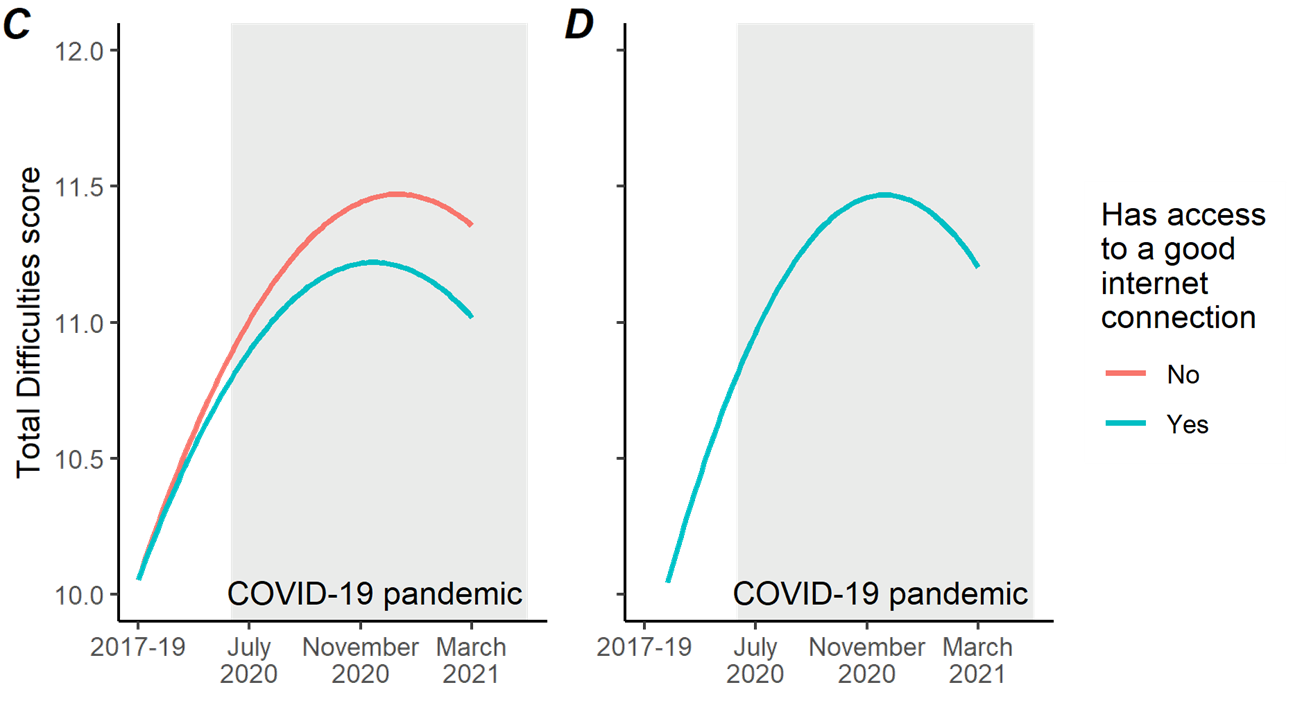 C
D
12.0
11.5
11.0
10.5
10.0
Total Difficulties score
COVID-19 pandemic
COVID-19 pandemic
2017-19
July
2020
November
2020
March
2021
2017-19
July
2020
November
2020
March
2021
Has access
to a good
internet
connection
No
Yes